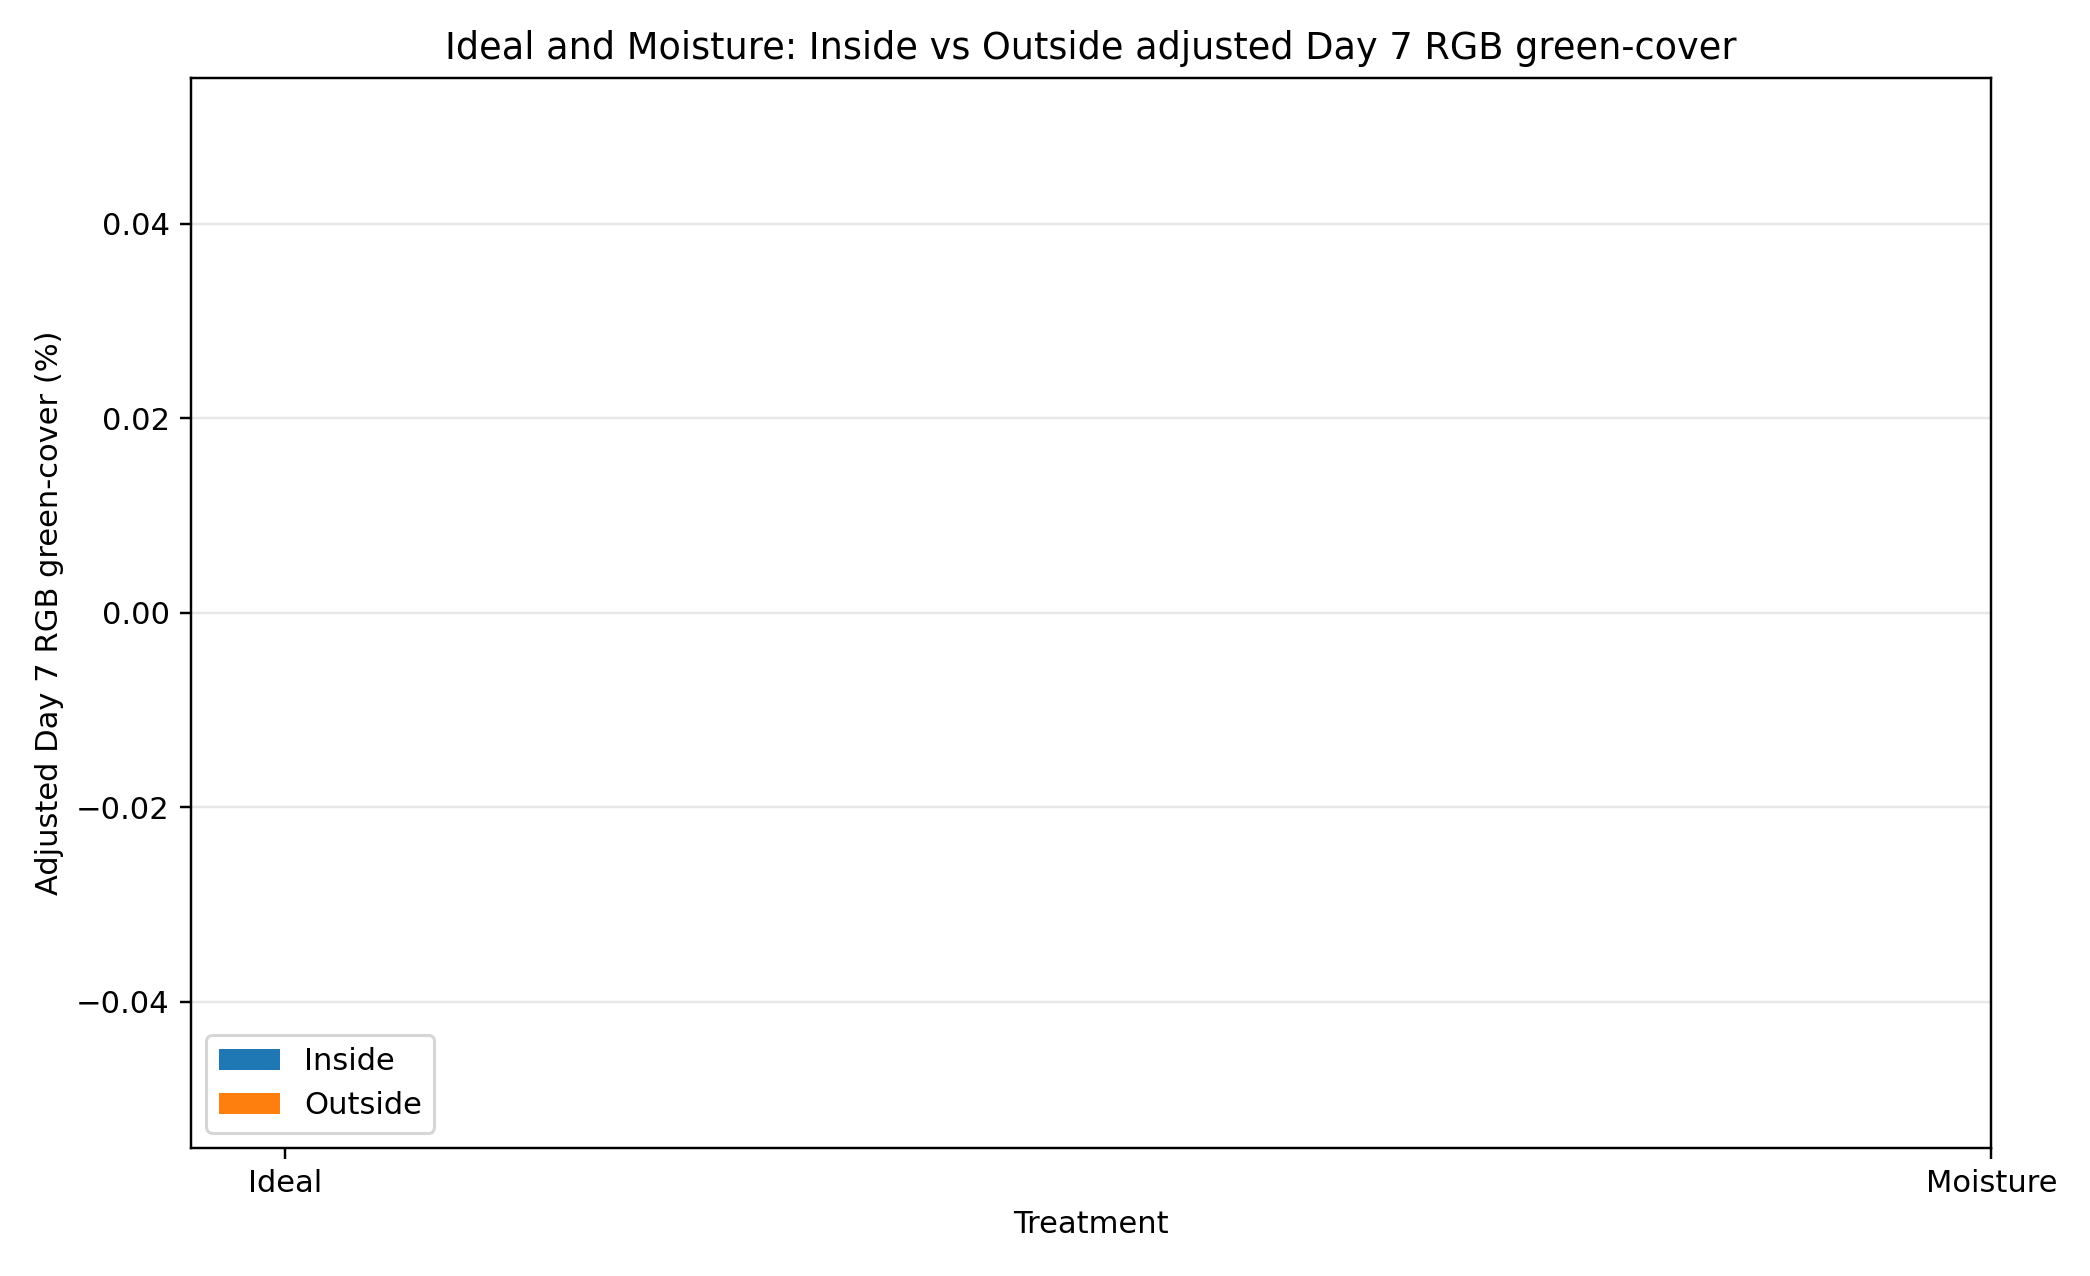 Ideal and Moisture: Inside vs Outside adjusted Day 7 RGB green-cover
Adjusted Day 7 RGB green-cover (%)
0.04
0.02
0.00
−0.02
−0.04
Inside
Outside
Ideal
Moisture
Treatment